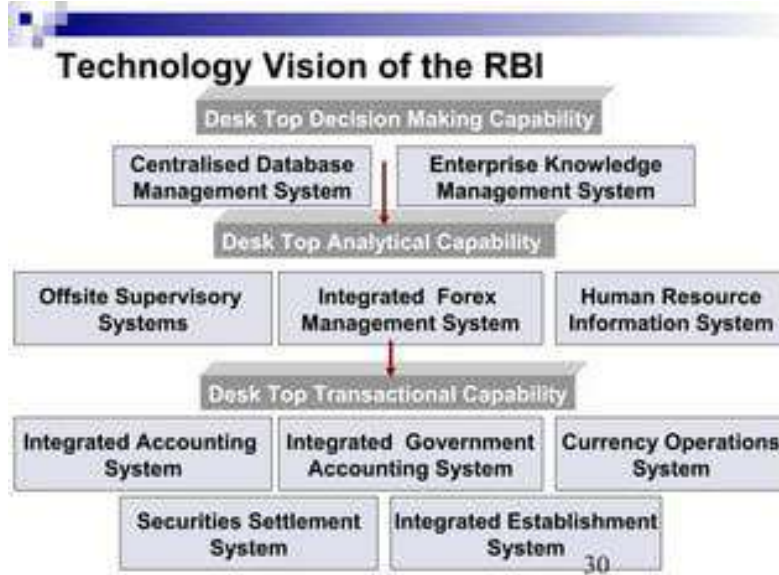 Technology Vision of the RBI
Desk Top Decision Making Capability
Centralised Database
Management System
Enterprise Knowledge
Management System
Desk Top Analytical Capability
Offsite Supervisory
Systems
Integrated Forex
Management System
Human Resource
Information System
Desk Top Transactional Capability
Integrated Accounting
System
Integrated Government
Accounting System
Currency Operations
System
Securities Settlement
System
Integrated Establishment
System
30